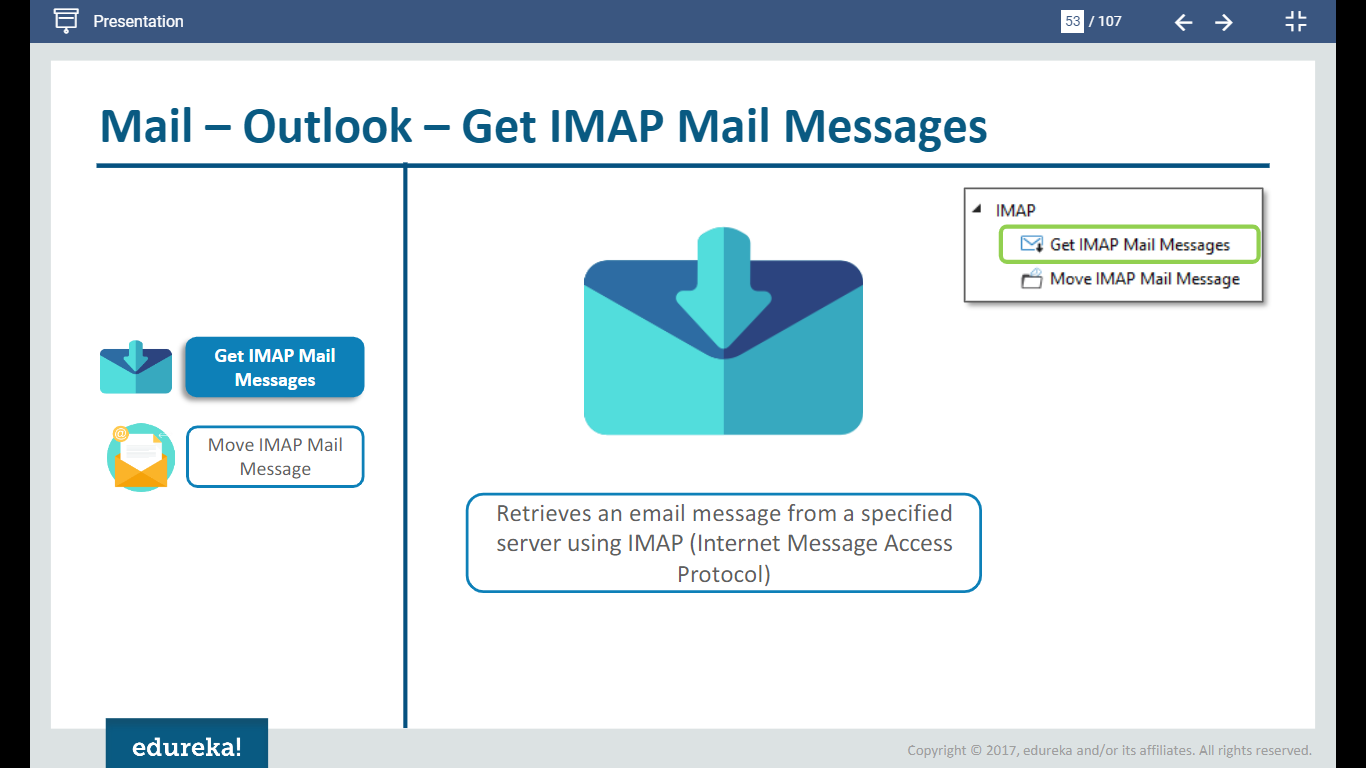 Presentation
53 / 107
Mail – Outlook – Get IMAP Mail Messages
IMAP
Get IMAP Mail Messages
Move IMAP Mail Message
Get IMAP Mail
Messages
@
Move IMAP Mail
Message
Retrieves an email message from a specified
server using IMAP (Internet Message Access
Protocol)
edureka!
Copyright © 2017, edureka and/or its affiliates. All rights reserved.